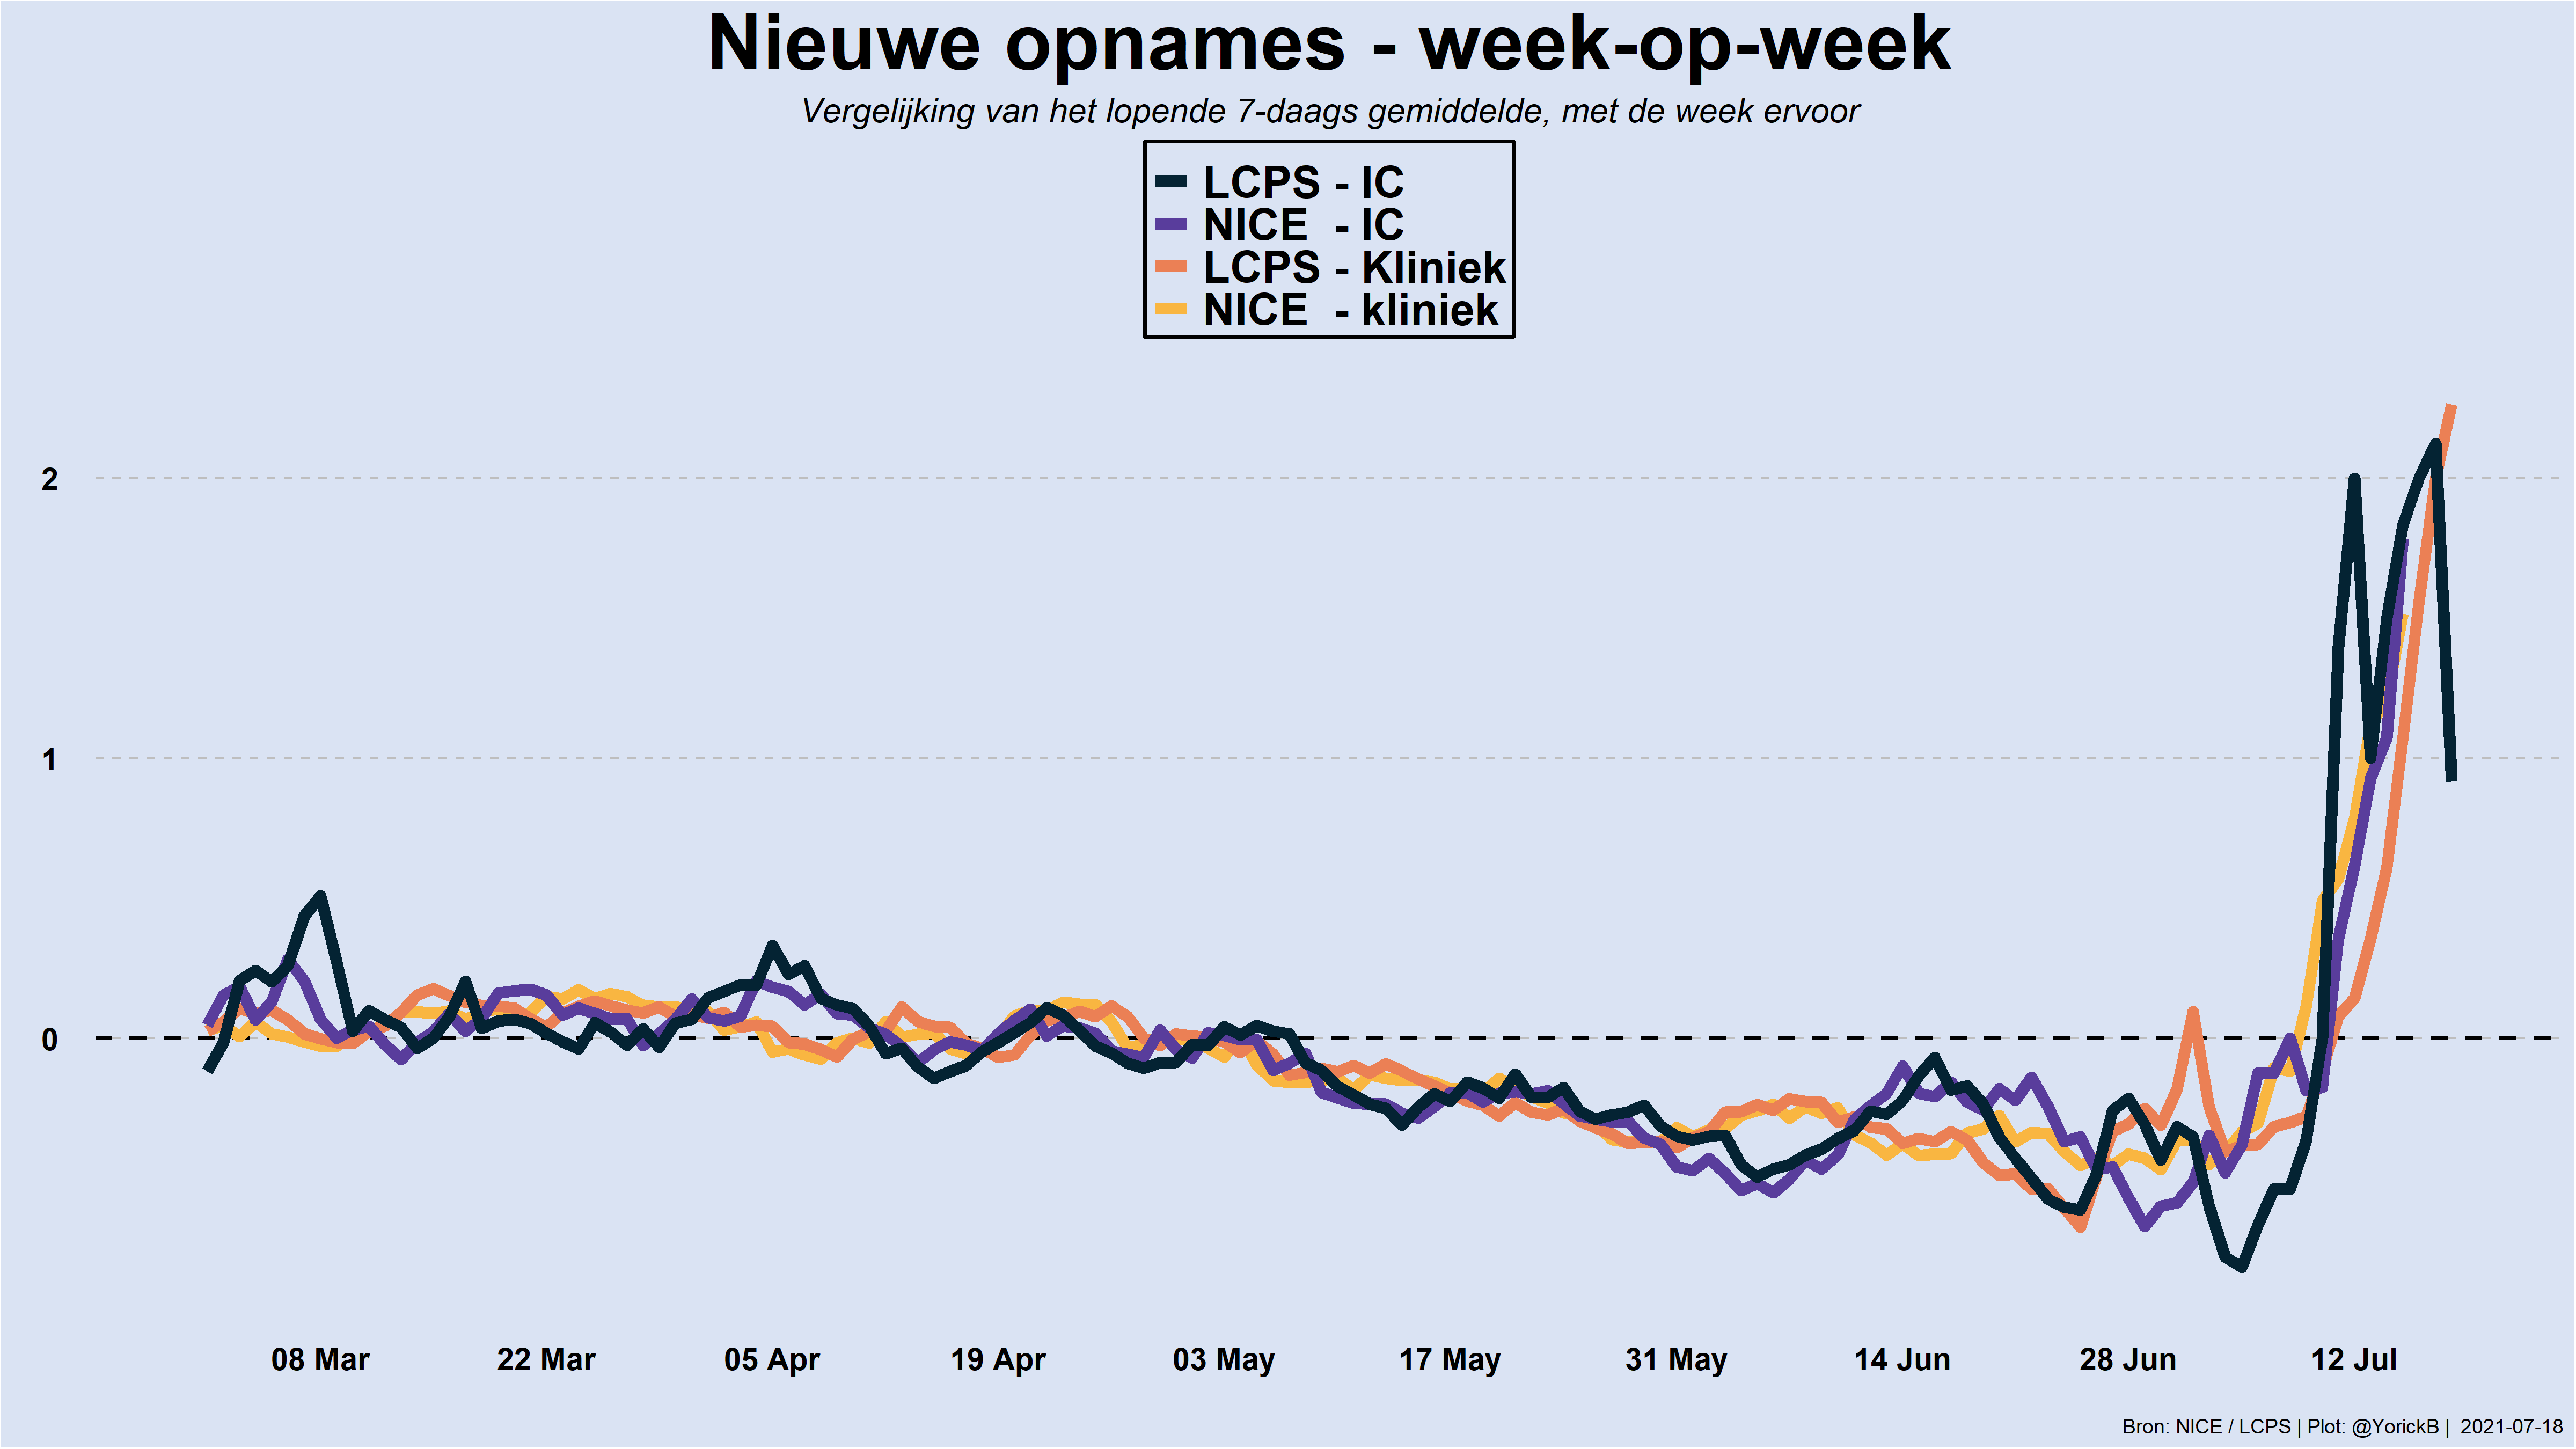 Nieuwe opnames - week-op-week
Vergelijking van het lopende 7-daags gemiddelde, met de week ervoor
LCPS - IC
NICE - IC
LCPS - Kliniek
NICE - kliniek
2
1
0
08 Mar 22 Mar 05 Apr 19 Apr 03 May 17 May 31 May 14 Jun 28 Jun 12 Jul
Bron: NICE / LCPS | Plot: @YorickB | 2021-07-18